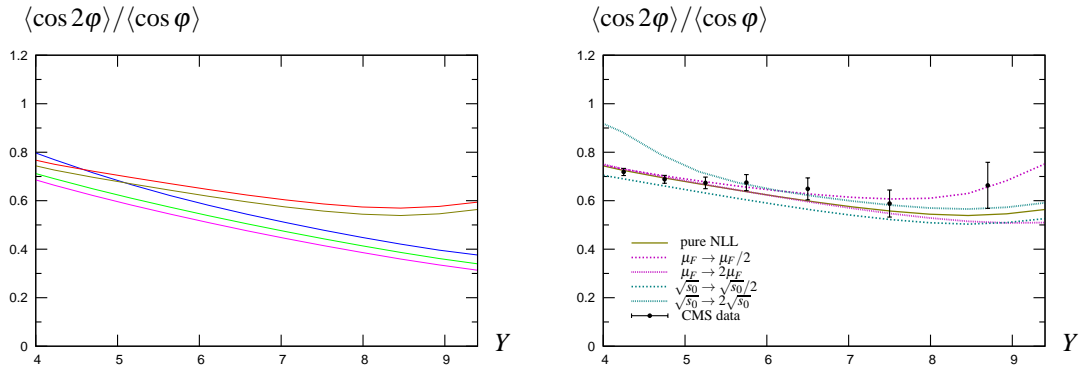 ⟨cos 2φ⟩/⟨cos φ⟩
1.2
1
0.8
0.6
0.4
0.2
0
4 5 6 7 8 9
Y
⟨cos 2φ⟩/⟨cos φ⟩
1.2
1
0.8
0.6
0.4
0.2
0
pure NLL
μ_F → μ_F/2
μ_F → 2μ_F
√s₀ → √s₀/2
√s₀ → 2√s₀
CMS data
4 5 6 7 8 9
Y